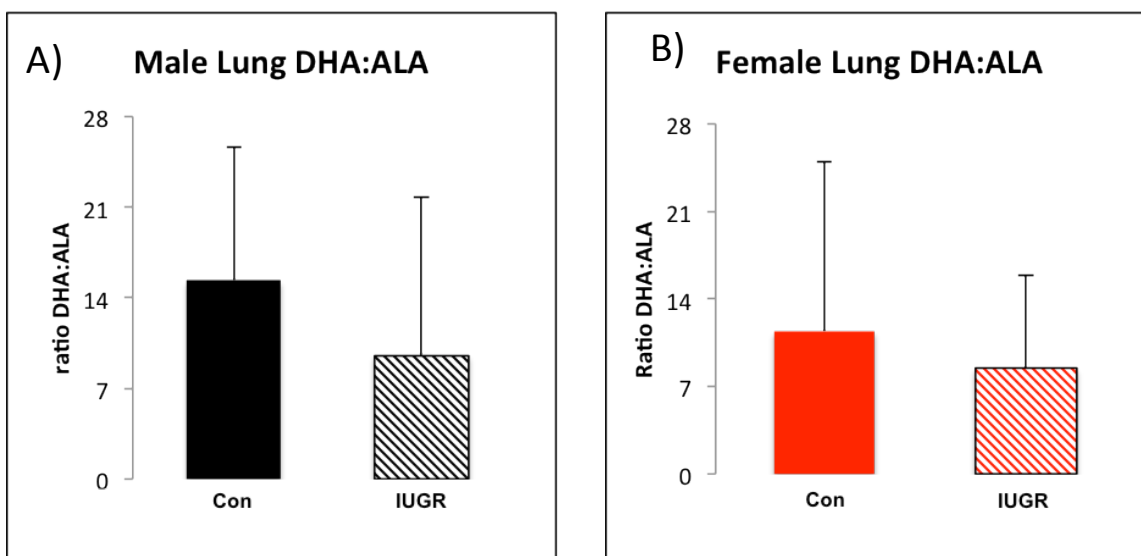 A)
Male Lung DHA:ALA
28
21
14
7
0
ratio DHA:ALA
Con
IUGR
B)
Female Lung DHA:ALA
28
21
14
7
0
Ratio DHA:ALA
Con
IUGR